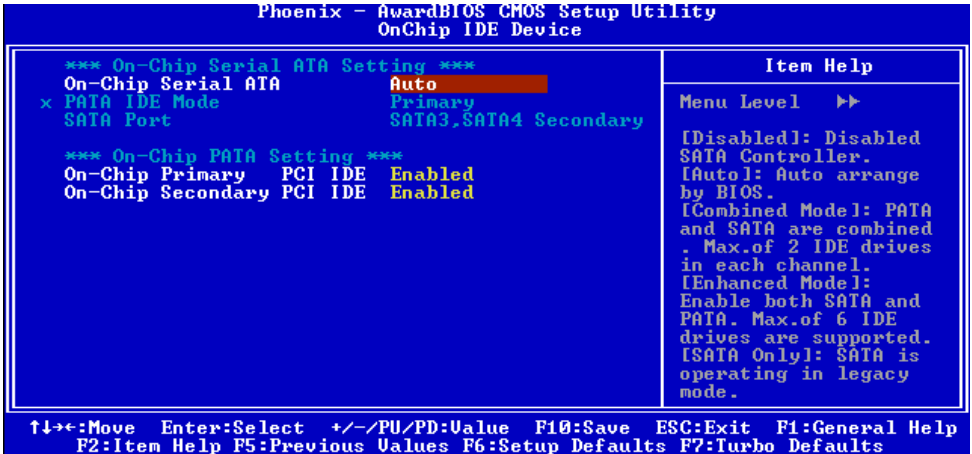 Phoenix - AwardBIOS CMOS Setup Utility
OnChip IDE Device
*** On-Chip Serial ATA Setting ***
On-Chip Serial ATA Auto
x PATA IDE Mode Primary
SATA Port SATA3,SATA4 Secondary
*** On-Chip PATA Setting ***
On-Chip Primary PCI IDE Enabled
On-Chip Secondary PCI IDE Enabled
Item Help
Menu Level ▸▸
[Disabled]: Disabled
SATA Controller.
[Auto]: Auto arrange
by BIOS.
[Combined Mode]: PATA
and SATA are combined
. Max.of 2 IDE drives
in each channel.
[Enhanced Mode]:
Enable both SATA and
PATA. Max.of 6 IDE
drives are supported.
[SATA Only]: SATA is
operating in legacy
mode.
↑↓→←:Move Enter:Select +/-/PU/PD:Value F10:Save ESC:Exit F1:General Help
F2:Item Help F5:Previous Values F6:Setup Defaults F7:Turbo Defaults